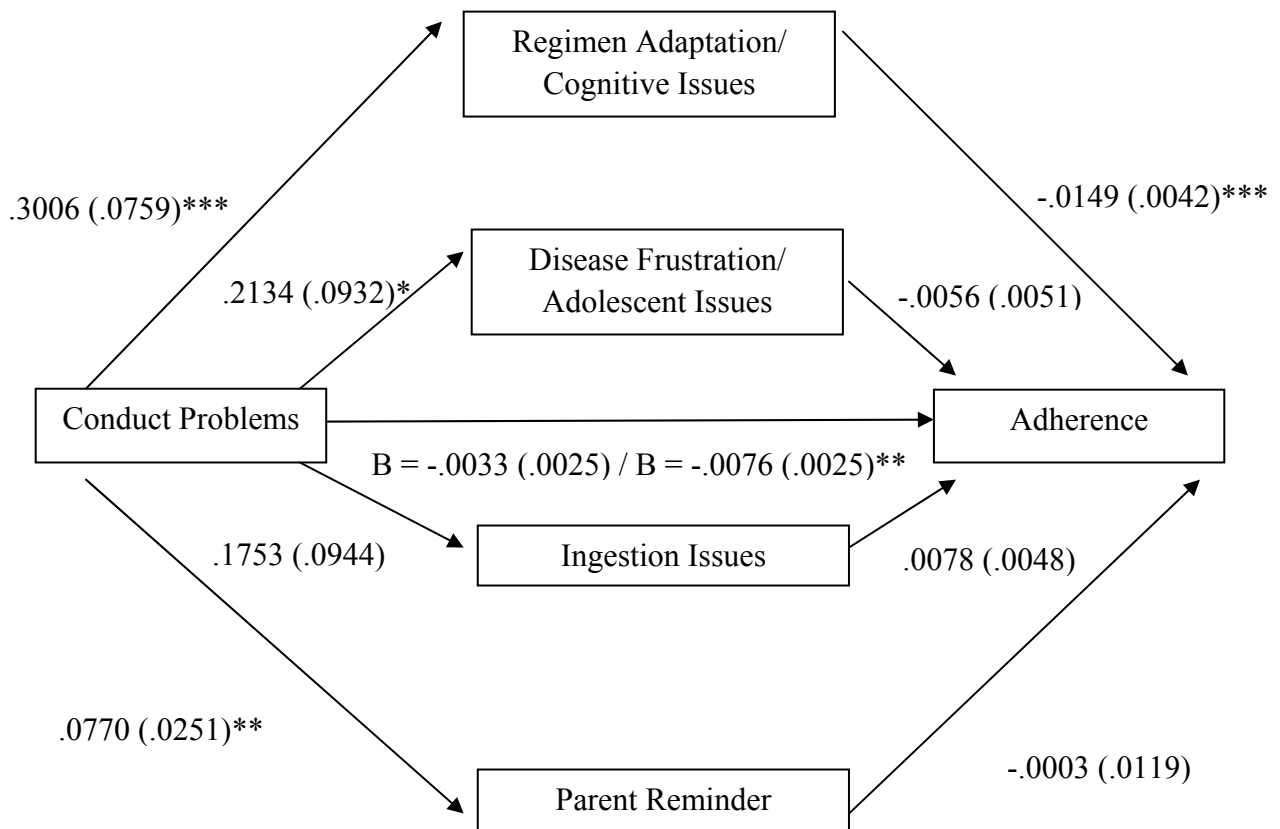 Regimen Adaptation/
Cognitive Issues
.3006 (.0759)***
-.0149 (.0042)***
Disease Frustration/
Adolescent Issues
.2134 (.0932)*
-.0056 (.0051)
Conduct Problems
Adherence
B = -.0033 (.0025) / B = -.0076 (.0025)**
.1753 (.0944)
Ingestion Issues
.0078 (.0048)
.0770 (.0251)**
-.0003 (.0119)
Parent Reminder